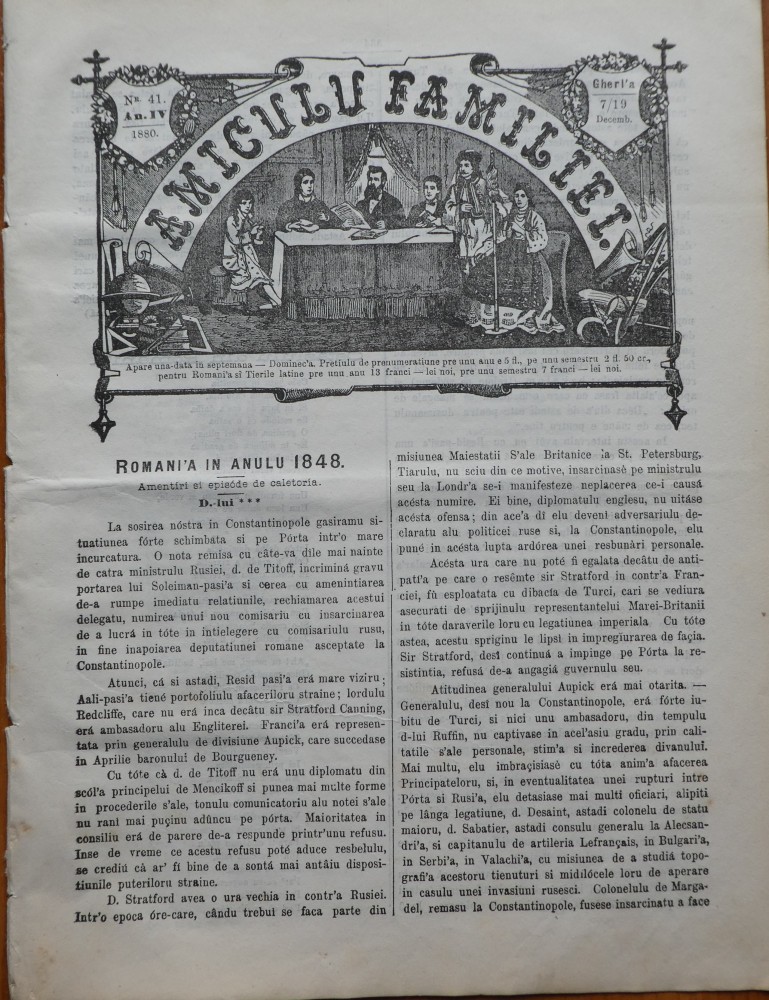 Nr. 41.
An. IV
1880.
AMICULU FAMILIEI.
Gherl'a
7/19
Decemb.
Apare una-data in septemana — Dominec'a. Pretiulu de prenumeratiune pre unu anu e 5 fl., pe unu semestru 2 fl. 50 cr.,
pentru Romani'a si Tierile latine pre unu anu 13 franci — lei noi, pre unu semestru 7 franci — lei noi.
ROMANI'A IN ANULU 1848.
Amentiri si episóde de caletoria.
D.-lui ***
La sosirea nóstra in Constantinopole gasiramu si-
tuatiunea fórte schimbata si pe Pórta intr'o mare
incurcatura. O nota remisa cu câte-va dile mai nainte
de catra ministrulu Rusiei, d. de Titoff, incriminá gravu
portarea lui Soleiman-pasi'a si cerea cu amenintiarea
de-a rumpe imediatu relatiunile, rechiamarea acestui
delegatu, numirea unui nou comisariu cu insarcinarea
de a lucrá in tóte in intielegere cu comisariulu rusu,
in fine inapoiarea deputatiunei romane asceptate la
Constantinopole.
Atunci, cá si astadi, Resid pasi'a erá mare viziru;
Aali-pasi'a tiené portofoliulu afaceriloru straine; lordulu
Redcliffe, care nu erá inca decâtu sir Stratford Canning,
erá ambasadoru alu Engliterei. Franci'a erá represen-
tata prin generalulu de divisiune Aupick, care succedase
in Aprilie baronului de Bourgueney.
Cu tóte cà d. de Titoff nu erá unu diplomatu din
scól'a principelui de Mencikoff si punea mai multe forme
in procederile s'ale, tonulu comunicatoriu alu notei s'ale
nu rani mai puçinu adûncu pe pórta. Maioritatea in
consiliu erá de parere de-a respunde printr'unu refusu.
Inse de vreme ce acestu refusu poté aduce resbelulu,
se crediú câ ar' fi bine de a sontá mai antâiu disposi-
tiunile puteriloru straine.
D. Stratford avea o ura vechia in contr'a Rusiei.
Intr'o epoca óre-care, cându trebui se faca parte din
misiunea Maiestatii S'ale Britanice la St. Petersburg,
Tiarulu, nu sciu din ce motive, insarcinasè pe ministrulu
seu la Londr'a se-i manifesteze neplacerea ce-i causá
acésta numire. Ei bine, diplomatulu englesu, nu uitáse
acésta ofensa; din ace'a dî elu deveni adversariulu de-
claratu alu politicei ruse si, la Constantinopole, elu
puné in acésta lupta ardórea unei resbunàri personale.
Acésta ura care nu poté fi egalata decâtu de anti-
pati'a pe care o resémte sir Stratford in contr'a Fran-
ciei, fù esploatata cu dibacía de Turci, cari se vediura
asecurati de sprijinulu representantelui Marei-Britanii
in tóte daraverile loru cu legatiunea imperiala Cu tóte
astea, acestu spriginu le lipsi in impregiurarea de façia.
Sir Stratford, desî continuá a impinge pe Pórta la re-
sistintia, refusá de-a angagiá guvernulu seu.
Atitudinea generalului Aupick erá mai otarita. —
Generalulu, desi nou la Constantinopole, erá fórte iu-
bitu de Turci, si nici unu ambasadoru, din tempulu
d-lui Ruffin, nu captivase in acel'asiu gradu, prin cali-
tatile s'ale personale, stim'a si increderea divanului.
Mai multu, elu imbraçisiasè cu tóta anim'a afacerea
Principateloru, si, in eventualitatea unei rupturi intre
Pórta si Rusi'a, elu detasiase mai multi oficiari, alipiti
pe lânga legatiune, d. Desaint, astadi colonelu de statu
maioru, d. Sabatier, astadi consulu generalu la Alecsan-
dri'a, si capitanulu de artileria Lefrançais, in Bulgari'a,
in Serbi'a, in Valachi'a, cu misiunea de a studiá topo-
grafi'a acestoru tienuturi si midilócele loru de aperare
in casulu unei invasiuni rusesci. Colonelulu de Marga-
del, remasu la Constantinopole, fusese insarcinatu a face